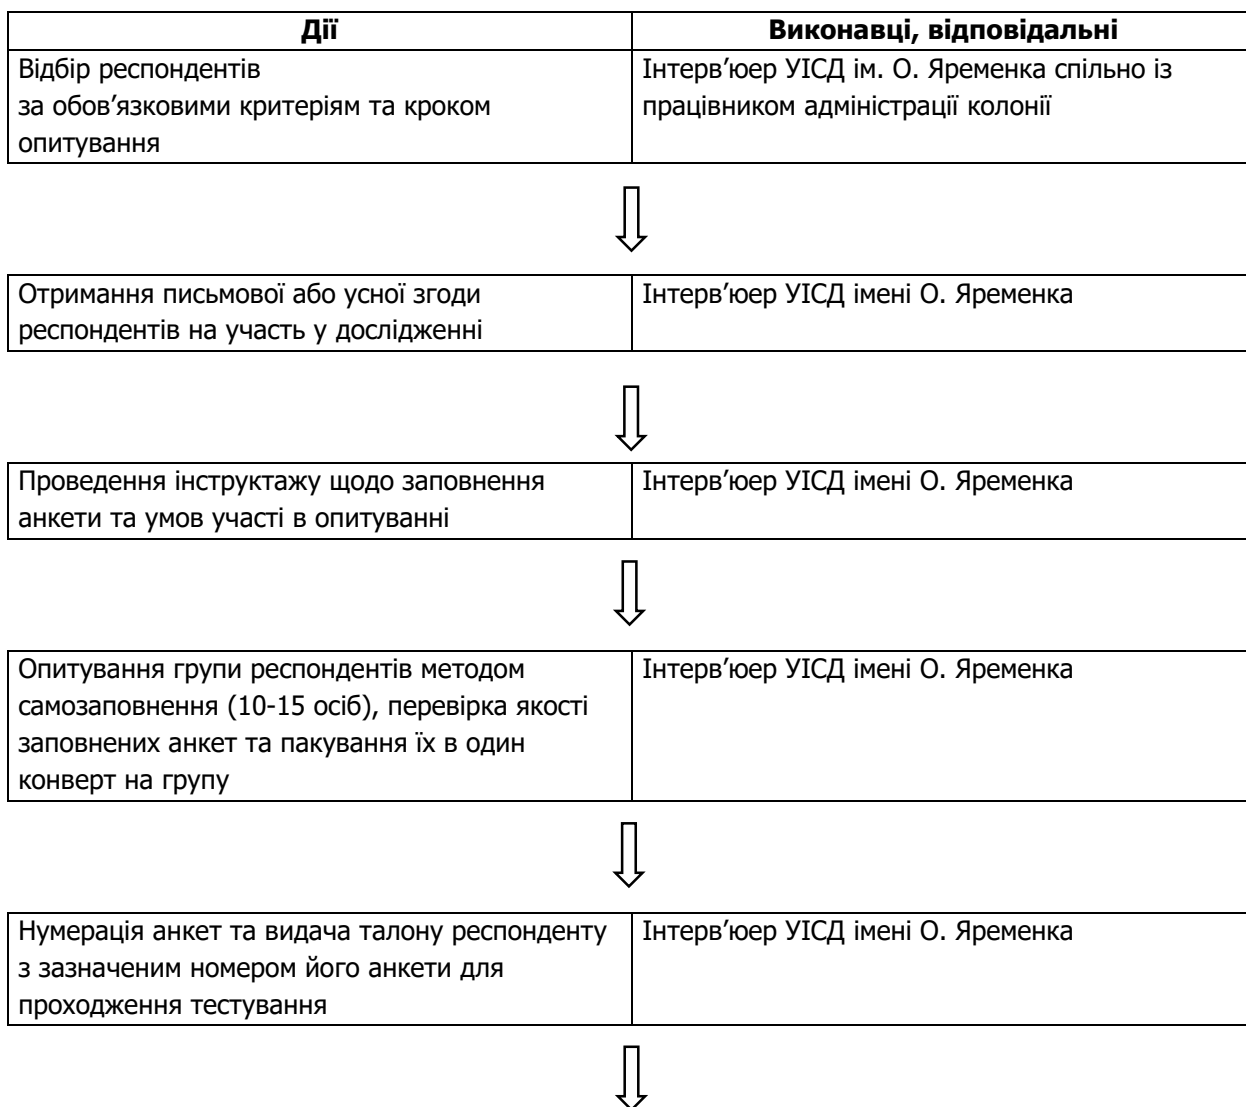 Дії
Виконавці, відповідальні
Відбір респондентів
за обов’язковими критеріям та кроком
опитування
Інтерв’юер УІСД ім. О. Яременка спільно із
працівником адміністрації колонії
Отримання письмової або усної згоди
респондентів на участь у дослідженні
Інтерв’юер УІСД імені О. Яременка
Проведення інструктажу щодо заповнення
анкети та умов участі в опитуванні
Інтерв’юер УІСД імені О. Яременка
Опитування групи респондентів методом
самозаповнення (10-15 осіб), перевірка якості
заповнених анкет та пакування їх в один
конверт на групу
Інтерв’юер УІСД імені О. Яременка
Нумерація анкет та видача талону респонденту
з зазначеним номером його анкети для
проходження тестування
Інтерв’юер УІСД імені О. Яременка